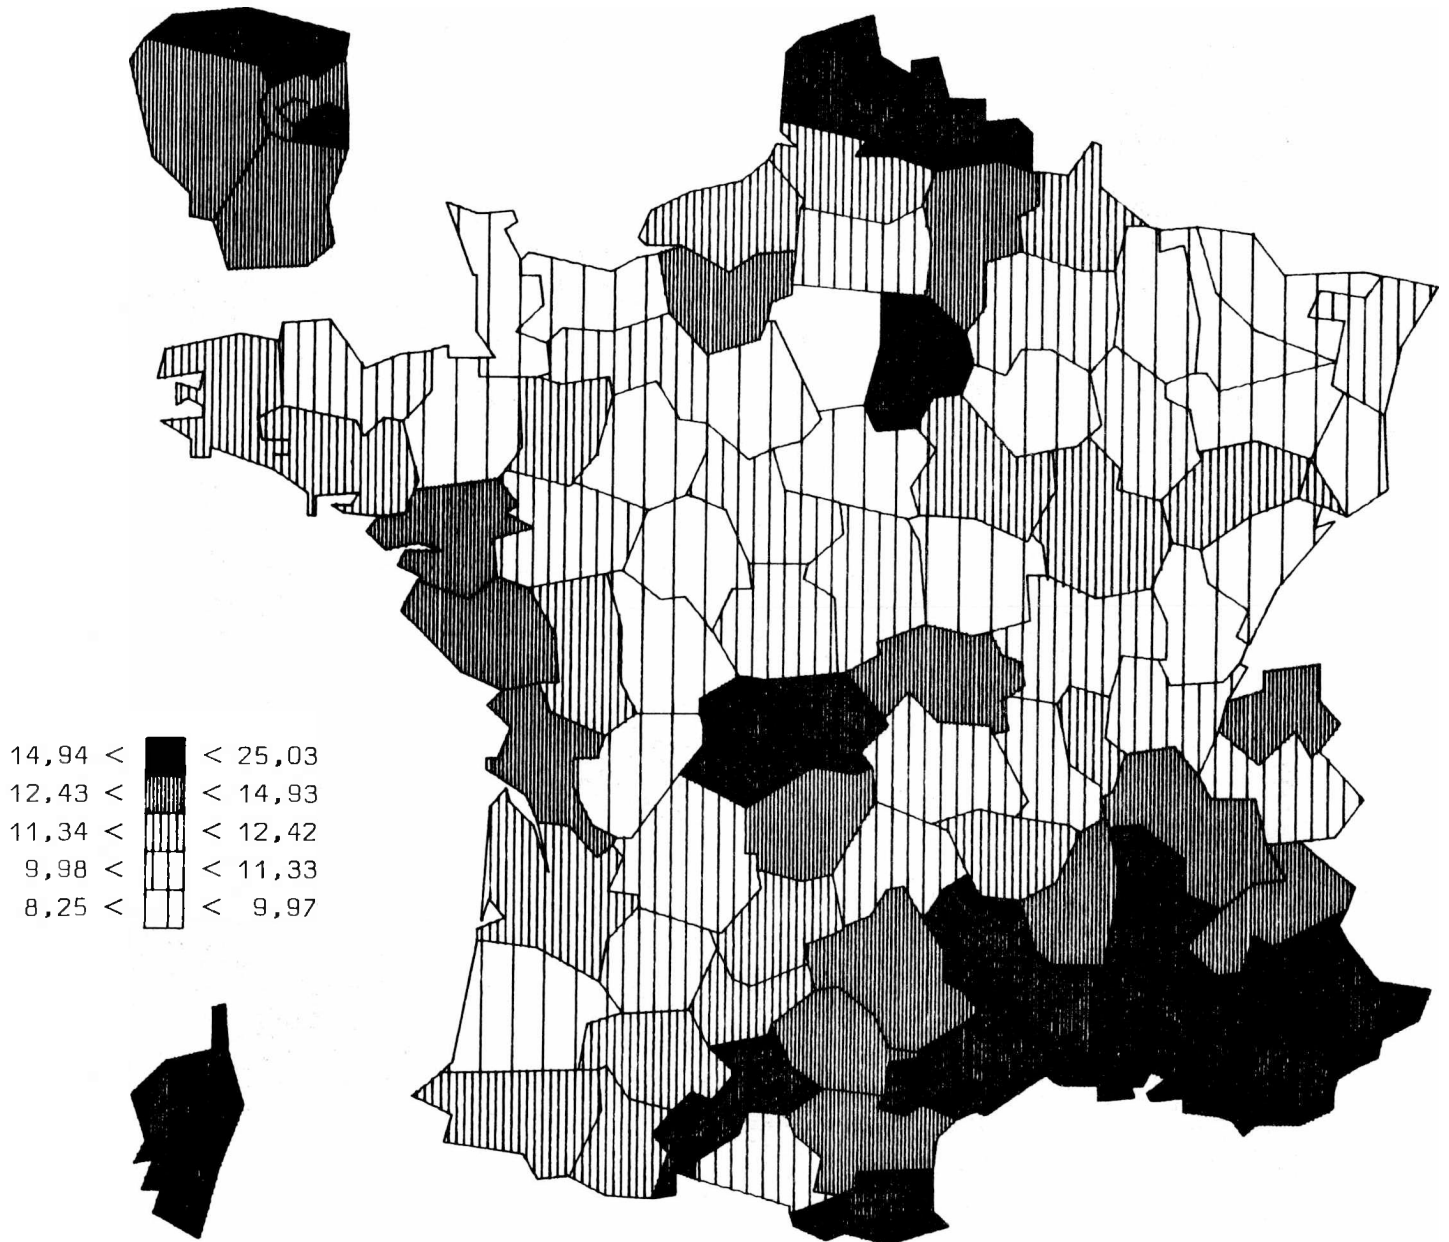 14,94 < < 25,03
12,43 < < 14,93
11,34 < < 12,42
9,98 < < 11,33
8,25 < < 9,97